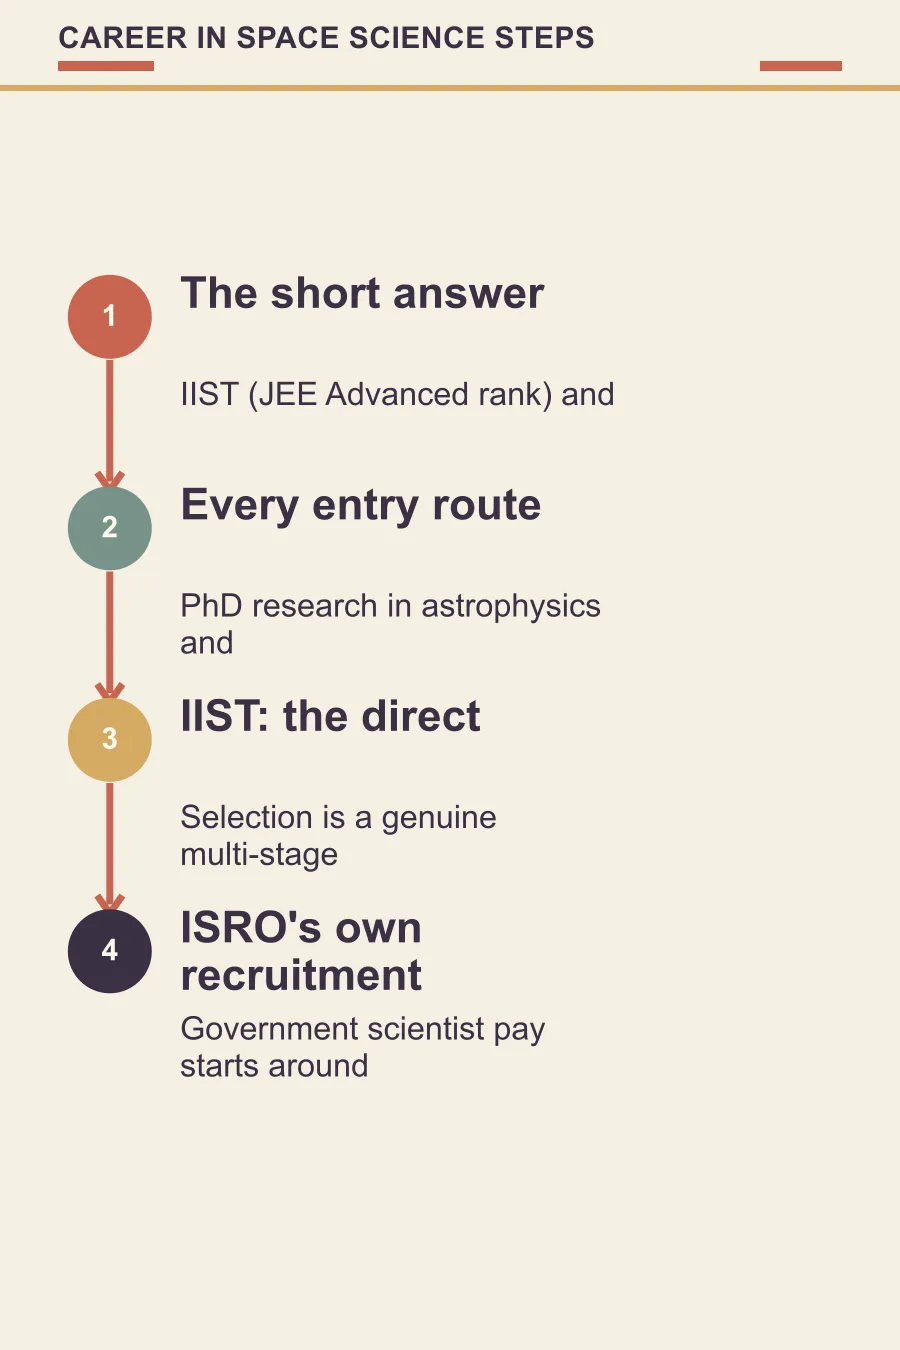 CAREER IN SPACE SCIENCE STEPS
1
The short answer
IIST (JEE Advanced rank) and
2
Every entry route
PhD research in astrophysics
and
3
IIST: the direct
Selection is a genuine
multi-stage
4
ISRO's own
recruitment
Government scientist pay
starts around